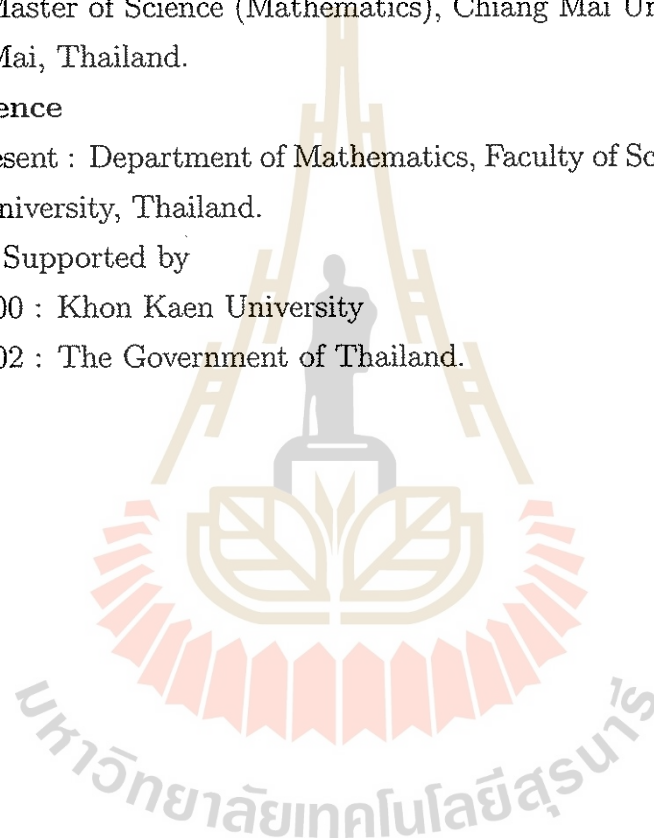 Master of Science (Mathematics), Chiang Mai Un
Mai, Thailand.
ence
esent : Department of Mathematics, Faculty of Sc
niversity, Thailand.
Supported by
00 : Khon Kaen University
02 : The Government of Thailand.
มหาวิทยาลัยเทคโนโลยีสุรนารี